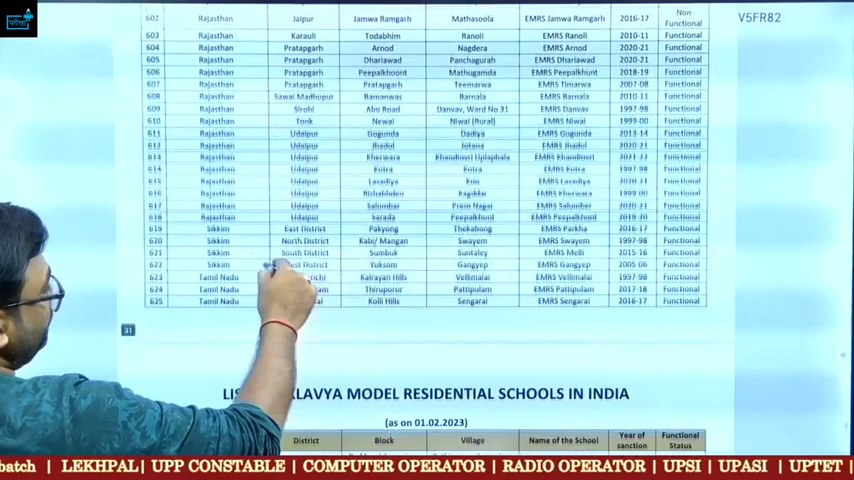 परीक्षा
V5FR82
602 Rajasthan Jaipur Jamwa Ramgarh Mathasoola EMRS Jamwa Ramgarh 2016-17 Non Functional
603 Rajasthan Karauli Todabhim Ranoli EMRS Ranoli 2010-11 Functional
604 Rajasthan Pratapgarh Arnod Nagdera EMRS Arnod 2020-21 Functional
605 Rajasthan Pratapgarh Dhariawad Panchagurah EMRS Dhariawad 2020-21 Functional
606 Rajasthan Pratapgarh Peepalkhoont Mathugamda EMRS Peepalkhunt 2018-19 Functional
607 Rajasthan Pratapgarh Pratapgarh Teemarwa EMRS Timarwa 2007-08 Functional
608 Rajasthan Sawai Madhopur Bamanwas Barnala EMRS Barnala 2010-11 Functional
609 Rajasthan Sirohi Abu Road Danvav, Ward No 31 EMRS Danvav 1997-98 Functional
610 Rajasthan Tonk Newai Niwai (Rural) EMRS Niwai 1999-00 Functional
611 Rajasthan Udaipur Gogunda Dadiya EMRS Gogunda 2013-14 Functional
612 Rajasthan Udaipur 2020-21 Functional
613 Rajasthan Udaipur Kherwara Functional
614 Rajasthan Udaipur 1997-98 Functional
615 Rajasthan Udaipur Functional
616 Rajasthan Udaipur EMRS Kherwara 1999-00 Functional
617 Rajasthan Udaipur Salumbar Prem Nagar EMRS Salumbar 2020-21 Functional
618 Rajasthan Udaipur Sarada Peepalkhunt EMRS Peepalkhunt 2019-20 Functional
619 Sikkim East District Pakyong Thekabong EMRS Parkha 2016-17 Functional
620 Sikkim North District Kabi/ Mangan Swayem EMRS Swayem 1997-98 Functional
621 Sikkim South District Sumbuk Suntaley EMRS Melli 2015-16 Functional
622 Sikkim District Yuksom Gangyep EMRS Gangyep 2005-06 Functional
623 Tamil Nadu Kalrayan Hills Vellimalai EMRS Vellimalai 1997-98 Functional
624 Tamil Nadu Thiruporur Pattipulam EMRS Pattipulam 2017-18 Functional
625 Tamil Nadu Kolli Hills Sengarai EMRS Sengarai 2016-17 Functional
31
MODEL RESIDENTIAL SCHOOLS IN INDIA
(as on 01.02.2023)
District Block Village Name of the School Year of sanction Functional Status
batch | LEKHPAL| UPP CONSTABLE | COMPUTER OPERATOR | RADIO OPERATOR | UPSI | UPASI | UPTET |